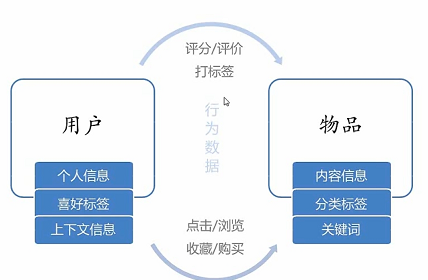 评分/评价
打标签
用户
个人信息
喜好标签
上下文信息
行为数据
物品
内容信息
分类标签
关键词
点击/浏览
收藏/购买